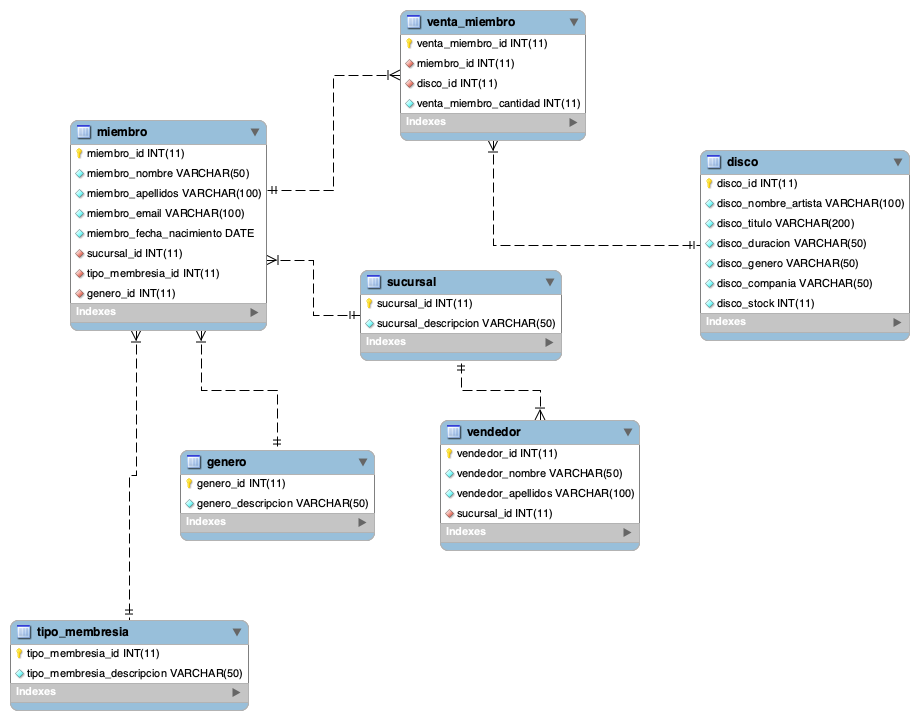 venta_miembro
venta_miembro_id INT(11)
miembro_id INT(11)
disco_id INT(11)
venta_miembro_cantidad INT(11)
Indexes
miembro
miembro_id INT(11)
miembro_nombre VARCHAR(50)
miembro_apellidos VARCHAR(100)
miembro_email VARCHAR(100)
miembro_fecha_nacimiento DATE
sucursal_id INT(11)
tipo_membresia_id INT(11)
genero_id INT(11)
Indexes
disco
disco_id INT(11)
disco_nombre_artista VARCHAR(100)
disco_titulo VARCHAR(200)
disco_duracion VARCHAR(50)
disco_genero VARCHAR(50)
disco_compania VARCHAR(50)
disco_stock INT(11)
Indexes
sucursal
sucursal_id INT(11)
sucursal_descripcion VARCHAR(50)
Indexes
vendedor
vendedor_id INT(11)
vendedor_nombre VARCHAR(50)
vendedor_apellidos VARCHAR(100)
sucursal_id INT(11)
Indexes
genero
genero_id INT(11)
genero_descripcion VARCHAR(50)
Indexes
tipo_membresia
tipo_membresia_id INT(11)
tipo_membresia_descripcion VARCHAR(50)
Indexes